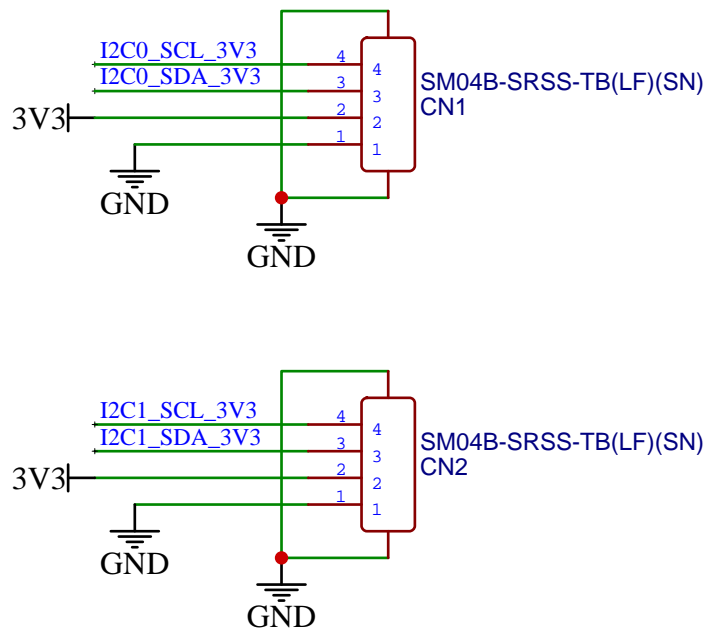 I2C0_SCL_3V3
4
4
I2C0_SDA_3V3
3
3
SM04B-SRSS-TB(LF)(SN)
CN1
3V3
2
2
1
1
GND
GND
I2C1_SCL_3V3
4
4
I2C1_SDA_3V3
3
3
SM04B-SRSS-TB(LF)(SN)
CN2
3V3
2
2
1
1
GND
GND